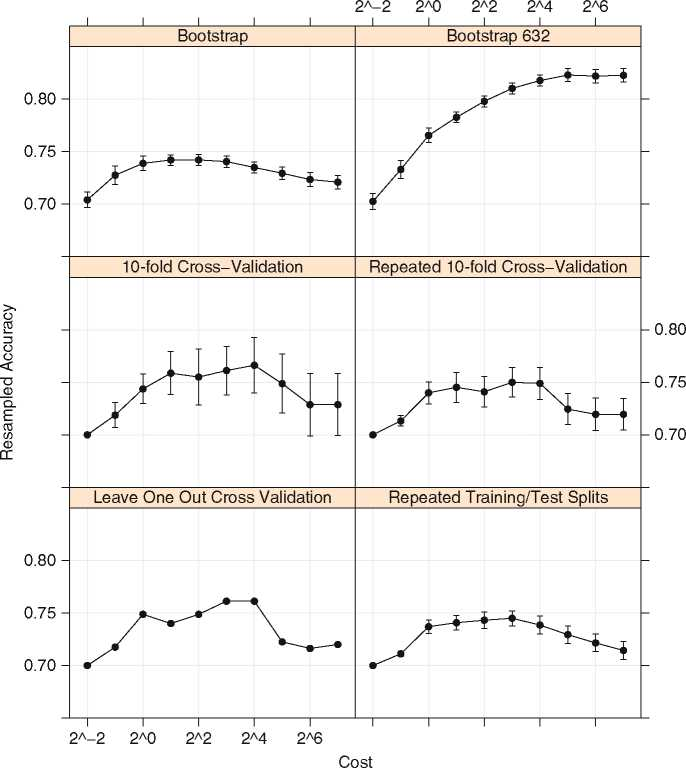 2^−2 2^0 2^2 2^4 2^6
Bootstrap Bootstrap 632
0.80
0.75
0.70
10-fold Cross−Validation Repeated 10-fold Cross−Validation
0.80
0.75
0.70
Resampled Accuracy
Leave One Out Cross Validation Repeated Training/Test Splits
0.80
0.75
0.70
2^−2 2^0 2^2 2^4 2^6
Cost